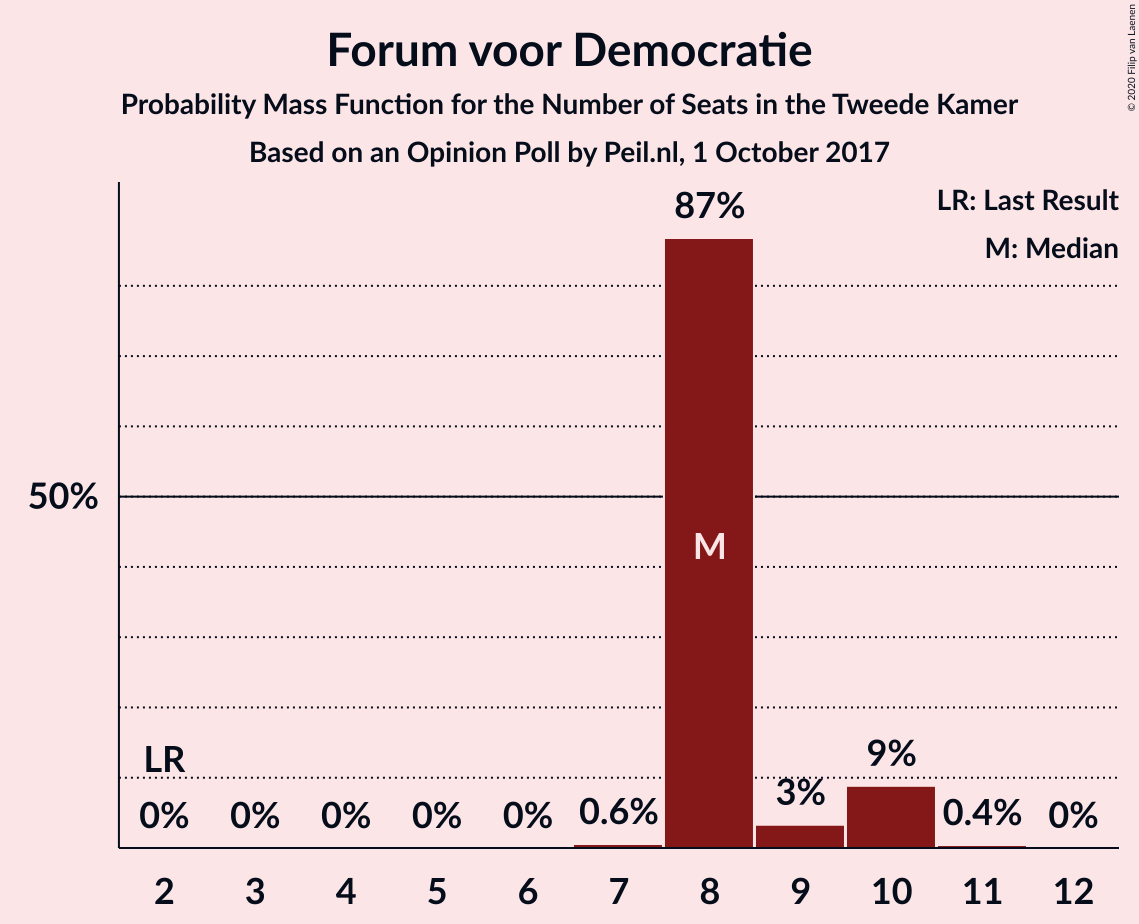 Forum voor Democratie
Probability Mass Function for the Number of Seats in the Tweede Kamer
Based on an Opinion Poll by Peil.nl, 1 October 2017
© 2020 Filip van Laenen
LR: Last Result
M: Median
87%
50%
M
LR
0% 0% 0% 0% 0% 0.6% 3% 9% 0.4% 0%
2 3 4 5 6 7 8 9 10 11 12